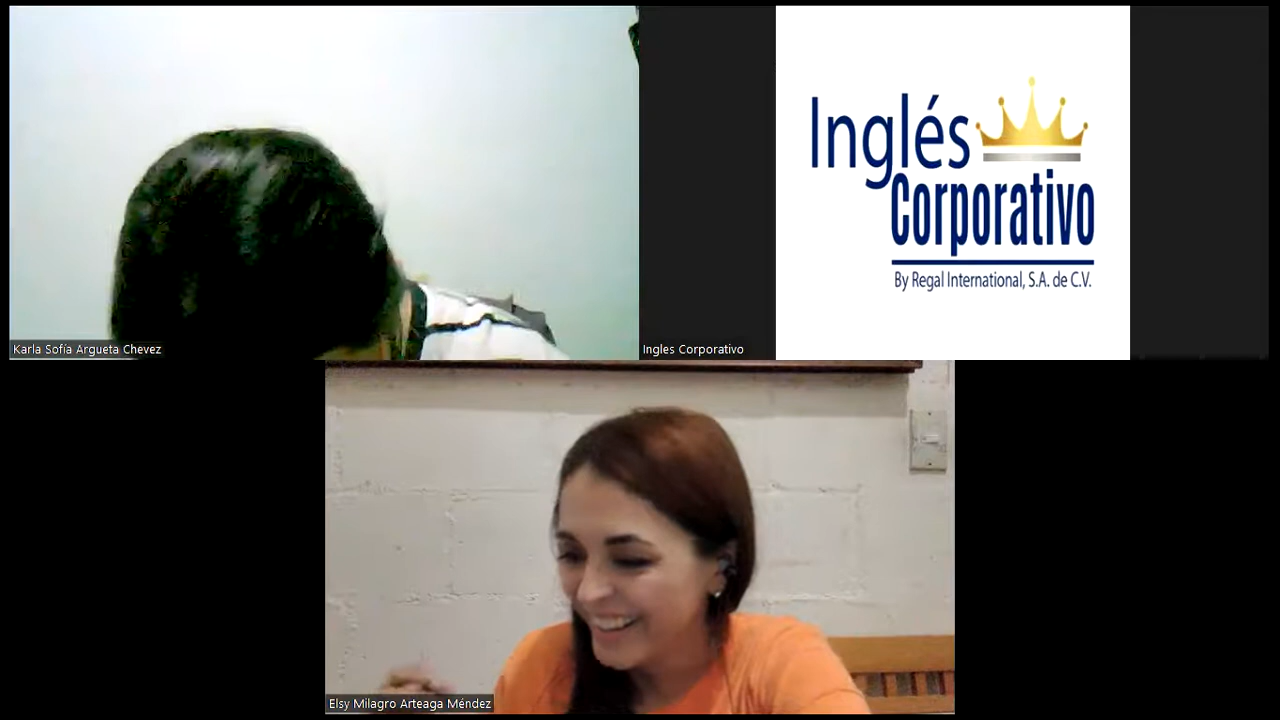 Inglés
Corporativo
By Regal International, S.A. de C.V.
Karla Sofía Argueta Chevez
Ingles Corporativo
Elsy Milagro Arteaga Méndez